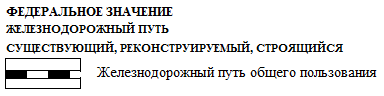 ФЕДЕРАЛЬНОЕ ЗНАЧЕНИЕ
ЖЕЛЕЗНОДОРОЖНЫЙ ПУТЬ
СУЩЕСТВУЮЩИЙ, РЕКОНСТРУИРУЕМЫЙ, СТРОЯЩИЙСЯ
Железнодорожный путь общего пользования